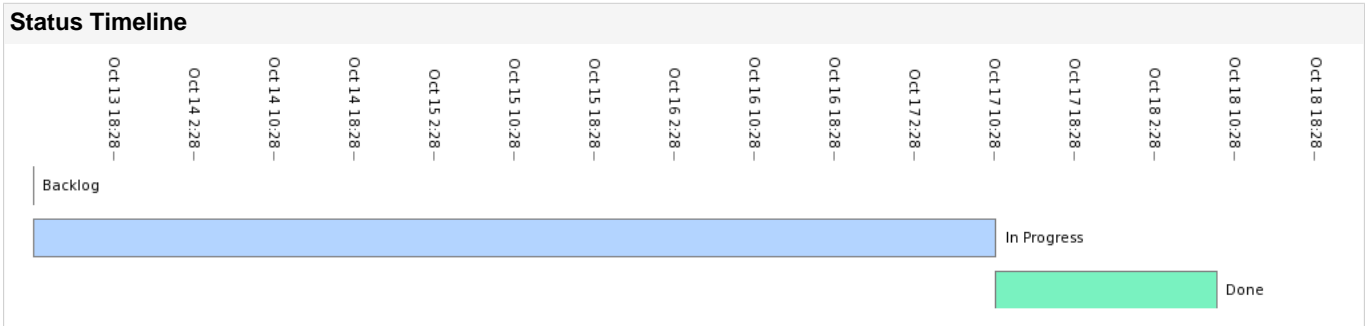 Status Timeline
Oct 13 18:28
Oct 14 2:28
Oct 14 10:28
Oct 14 18:28
Oct 15 2:28
Oct 15 10:28
Oct 15 18:28
Oct 16 2:28
Oct 16 10:28
Oct 16 18:28
Oct 17 2:28
Oct 17 10:28
Oct 17 18:28
Oct 18 2:28
Oct 18 10:28
Oct 18 18:28
Backlog
In Progress
Done